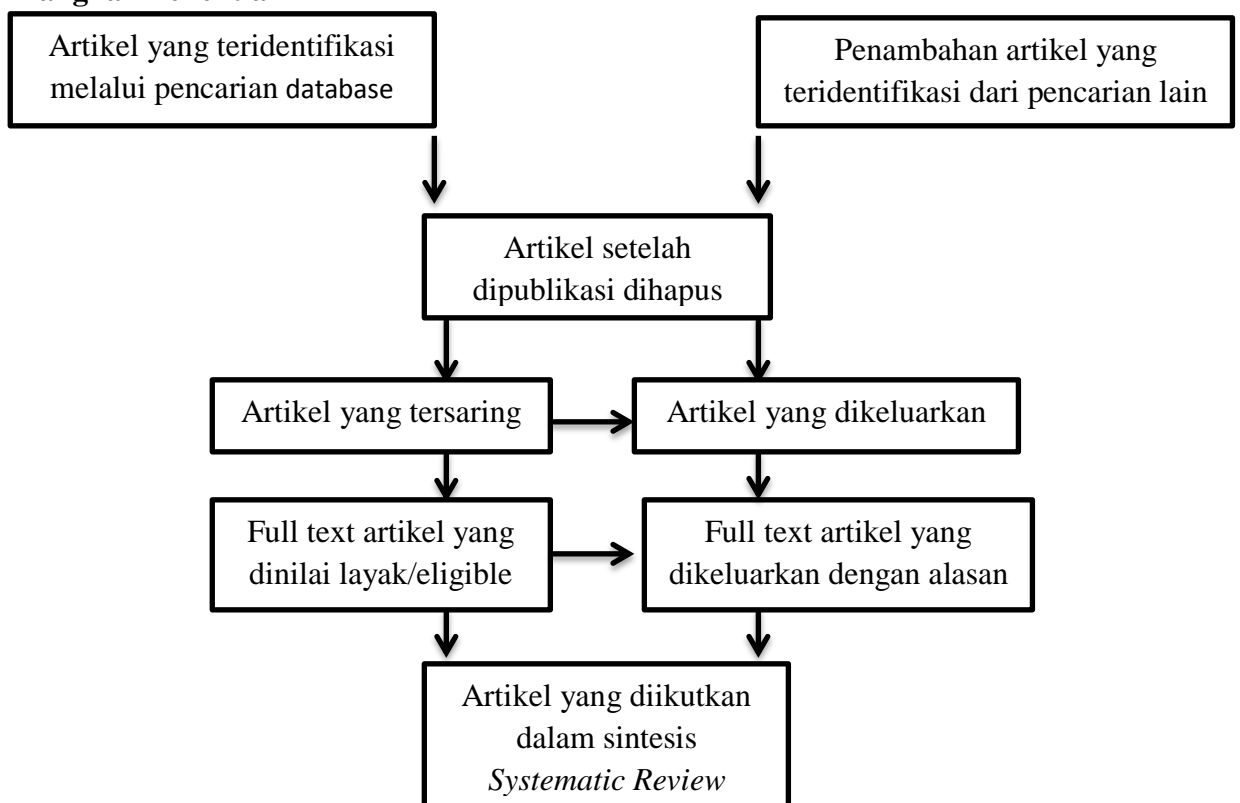 Artikel yang teridentifikasi
melalui pencarian database
Penambahan artikel yang
teridentifikasi dari pencarian lain
Artikel setelah
dipublikasi dihapus
Artikel yang tersaring
Artikel yang dikeluarkan
Full text artikel yang
dinilai layak/eligible
Full text artikel yang
dikeluarkan dengan alasan
Artikel yang diikutkan
dalam sintesis
Systematic Review